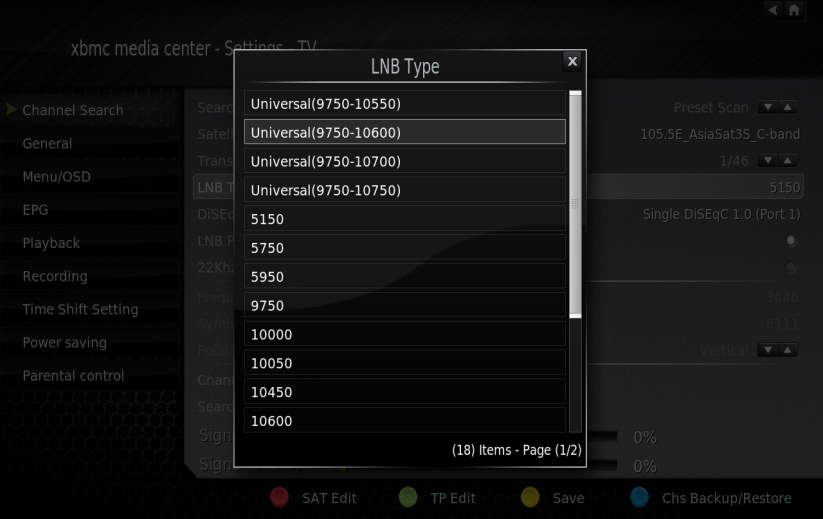 xbmc media center - Settings - TV
LNB Type
X
Universal(9750-10550)
Universal(9750-10600)
Universal(9750-10700)
Universal(9750-10750)
5150
5750
5950
9750
10000
10050
10450
10600
(18) Items - Page (1/2)
Channel Search
General
Menu/OSD
EPG
Playback
Recording
Time Shift Setting
Power saving
Parental control
Searc
Preset Scan
Satell
105.5E_AsiaSat3S_C-band
Trans
1/46
LNB T
5150
DiSEq
Single DiSEqC 1.0 (Port 1)
LNB P
22Khz
Frequ
3646
Symb
6111
Polar
Vertical
Chan
Searc
Sign
0%
Sign
0%
SAT Edit
TP Edit
Save
Chs Backup/Restore